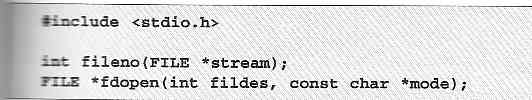 #include <stdio.h>
int fileno(FILE *stream);
FILE *fdopen(int fildes, const char *mode);